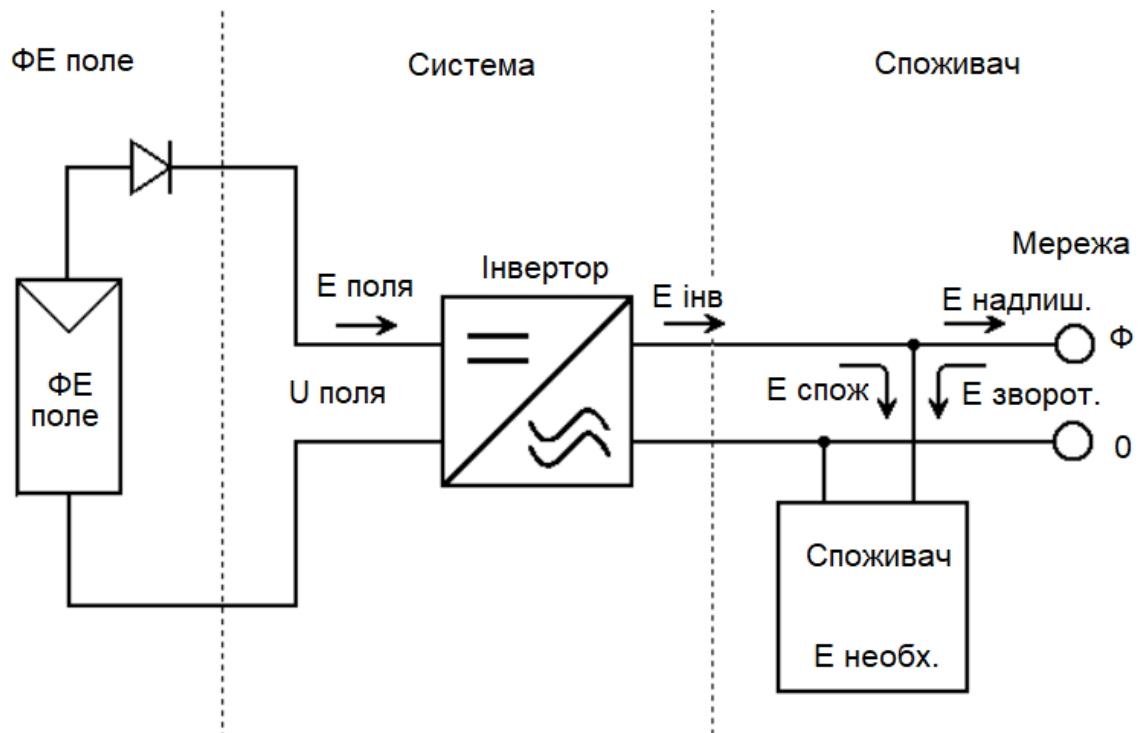 ФЕ поле
Система
Споживач
Мережа
Інвертор
Е поля
Е інв
Е надлиш.
Ф
ФЕ
поле
U поля
Е спож
Е зворот.
0
Споживач
Е необх.